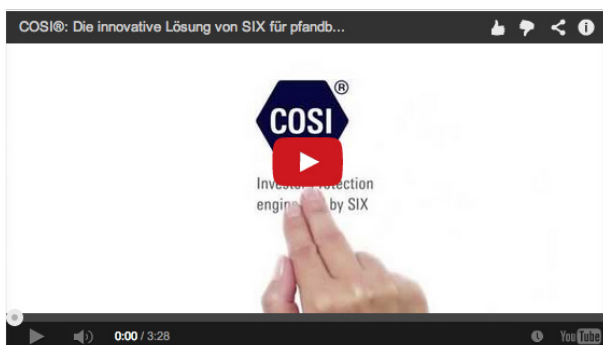 COSI®: Die innovative Lösung von SIX für pfandb...
®
COSI
by SIX
0:00 / 3:28
YouTube